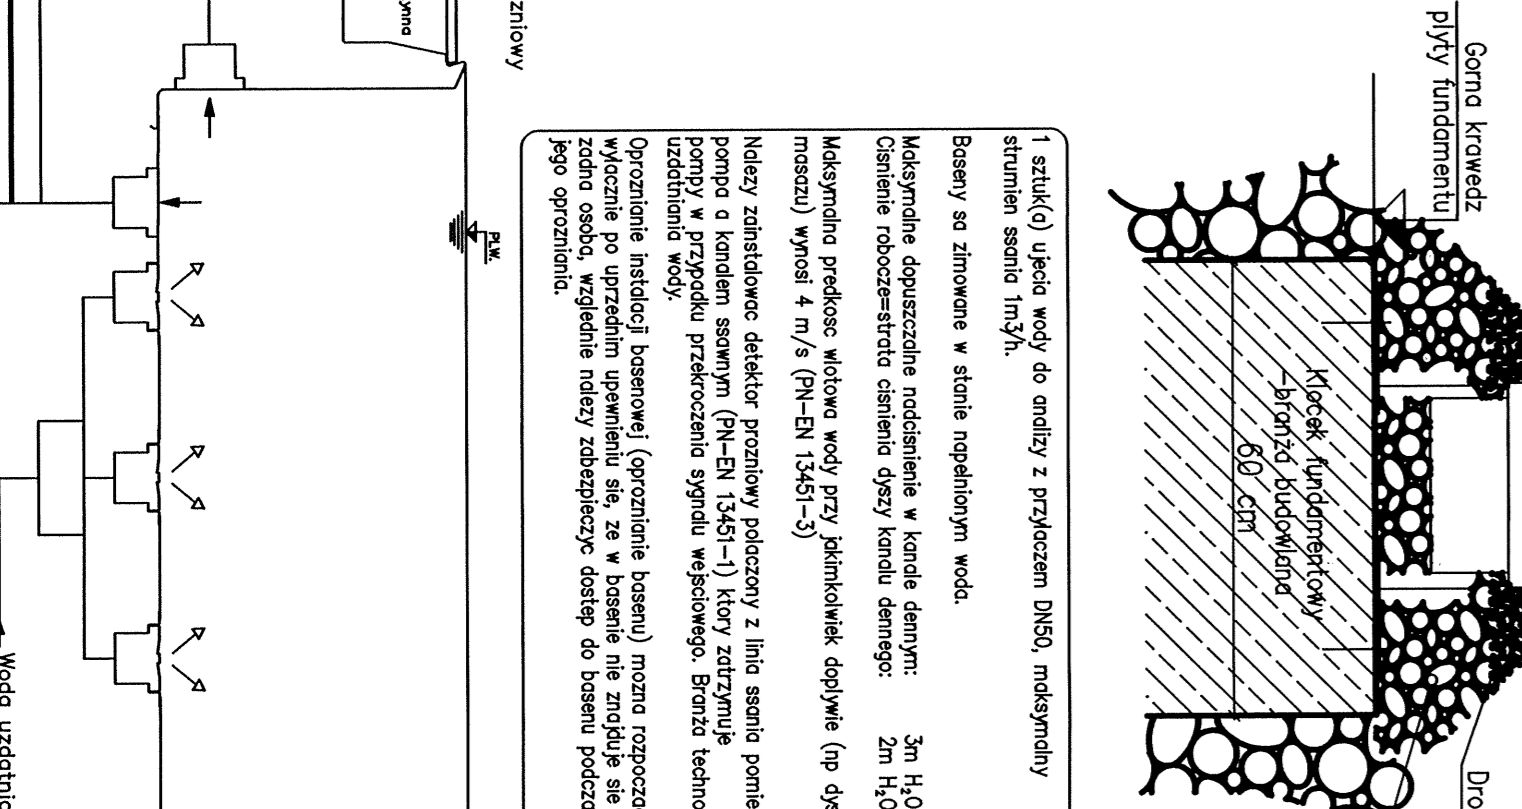 Gorna krawedz
plyty fundamentu
1 sztuk(a) ujecia wody do analizy z przylaczem DN50, maksymalny
strumien ssania 1m3/h.
Baseny sa zimowane w stanie napelnionym woda.
Maksymalne dopuszczalne nadcisnienie w kanale dennym: 3m H₂O
Cisnienie robocze=strata cisnienia dyszy kanalu dennego: 2m H₂O
Maksymalna predkosc wlotowa wody przy jakimkolwiek doplywie (np dys
masazu) wynosi 4 m/s (PN-EN 13451-3)
Nalezy zainstalowac detektor prozniowy polaczony z linia ssania pomie
pompa a kanalem ssawnym (PN-EN 13451-1) ktory zatrzymuje
pompy w przypadku przekroczenia sygnalu wejsciowego. Branża techno
uzdatniania wody.
Oproznianie instalacji basenowej (oproznianie basenu) mozna rozpocza
wylacznie po uprzednim upewnieniu sie, ze w basenie nie znajduje sie
zadna osoba, wzglednie nalezy zabezpieczyc dostep do basenu podcza
jego oprozniania.
Klocek fundamentowy
-branża budowlana
60 cm
Dro
zniowy
ynna
PLW.
Woda uzdatnio